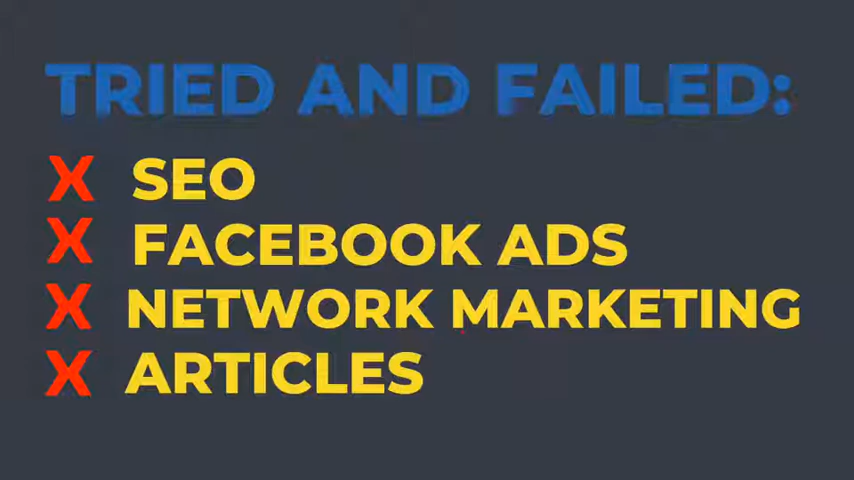 TRIED AND FAILED:
X SEO
X FACEBOOK ADS
X NETWORK MARKETING
X ARTICLES